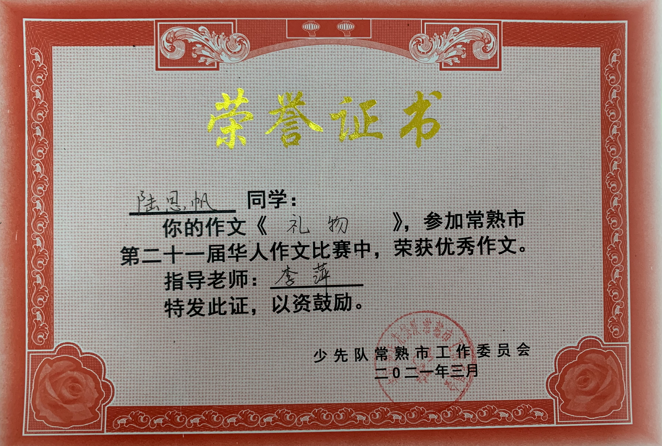 荣誉证书
陆恩帆 同学：
你的作文《 礼物 》，参加常熟市
第二十一届华人作文比赛中，荣获优秀作文。
指导老师：李萍
特发此证，以资鼓励。
少先队常熟市工作委员会
二0二一年三月